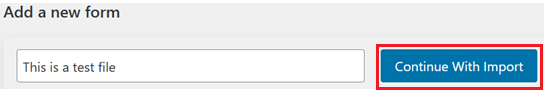 Add a new form
This is a test file
Continue With Import